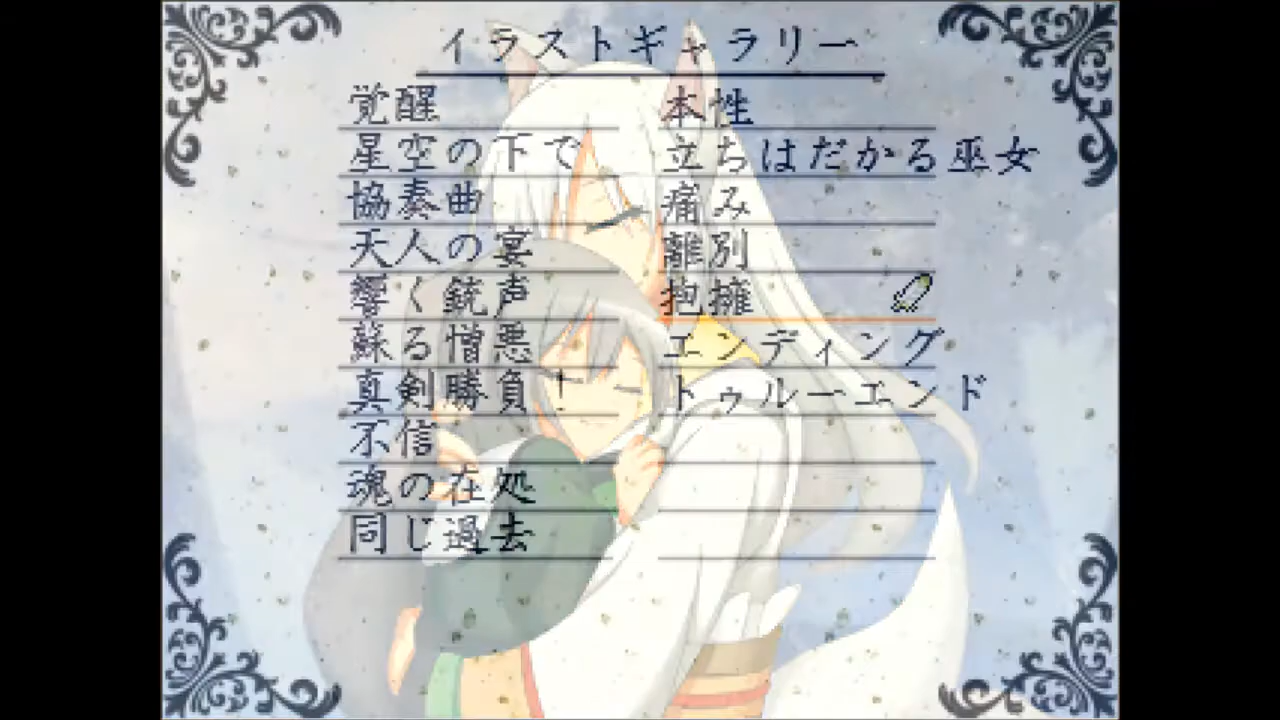 イラストギャラリー
覚醒
星空の下で
協奏曲
天人の宴
響く銃声
蘇る憎悪
真剣勝負！
不信
魂の在処
同じ過去
本性
立ちはだかる巫女
痛み
離別
抱擁
エンディング
トゥルーエンド